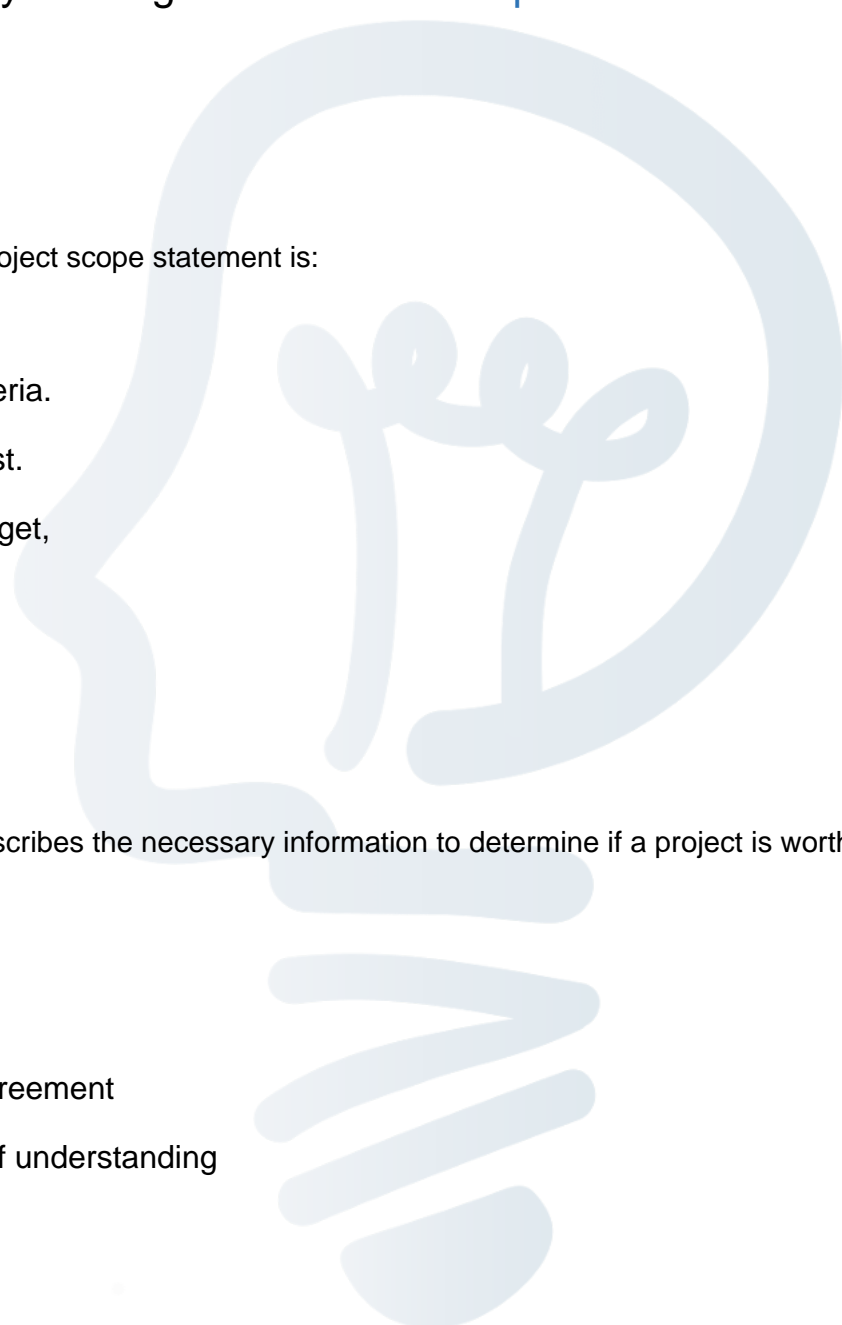 oject scope statement is:
eria.
st.
get,
scribes the necessary information to determine if a project is worth
reement
f understanding